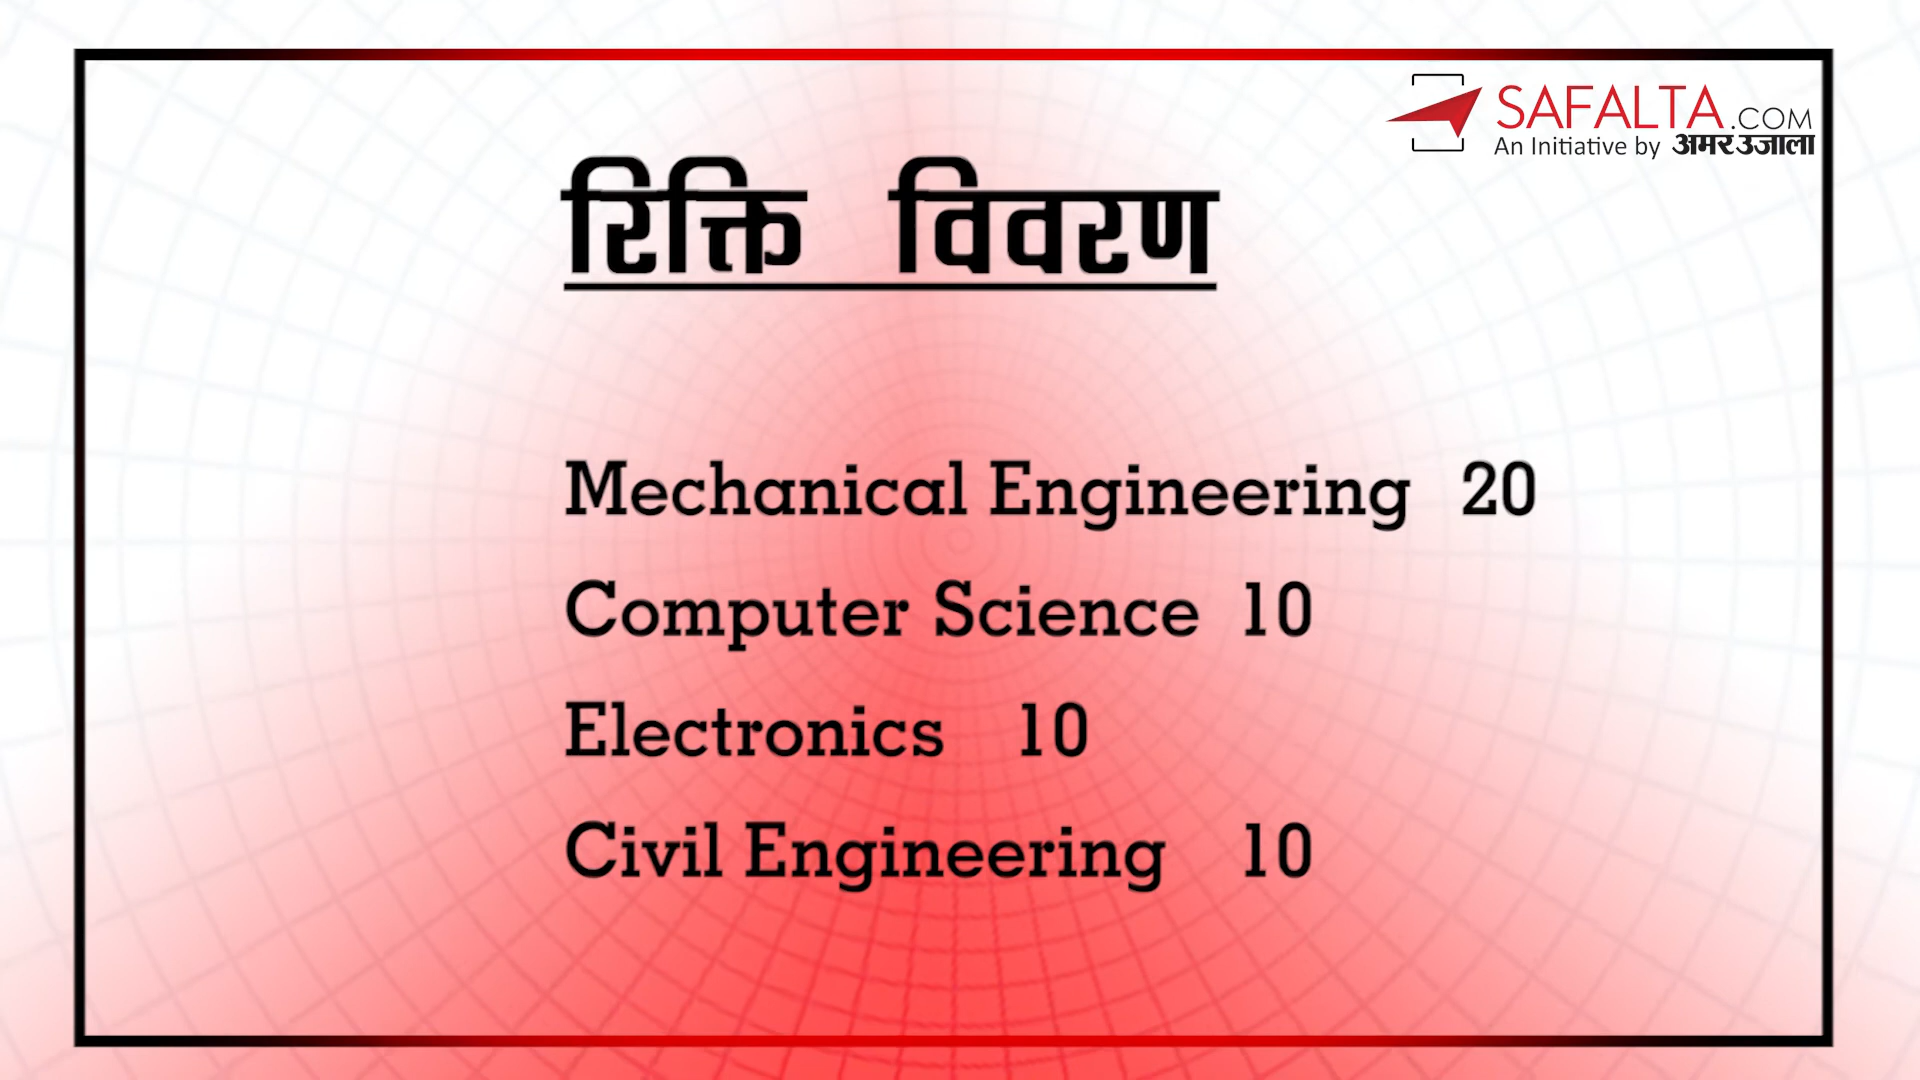 SAFALTA.COM
An Initiative by अमर उजाला
रिक्ति विवरण
Mechanical Engineering 20
Computer Science 10
Electronics 10
Civil Engineering 10